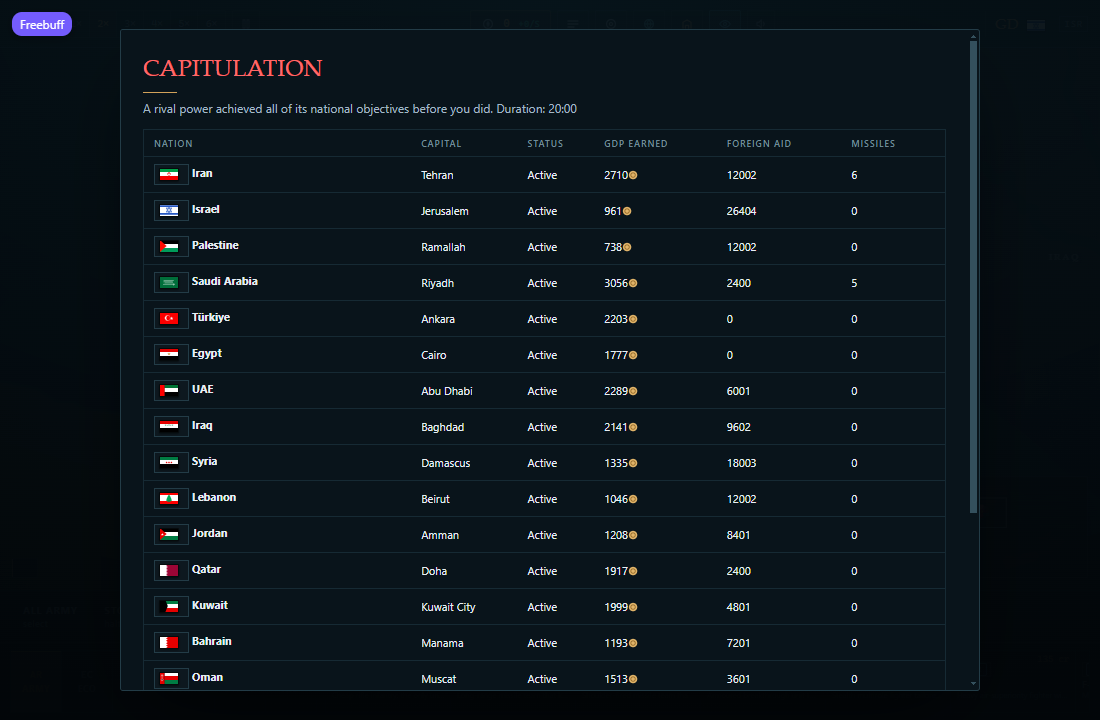 Freebuff
CAPITULATION
A rival power achieved all of its national objectives before you did. Duration: 20:00
NATION CAPITAL STATUS GDP EARNED FOREIGN AID MISSILES
Iran Tehran Active 2710 12002 6
Israel Jerusalem Active 961 26404 0
Palestine Ramallah Active 738 12002 0
Saudi Arabia Riyadh Active 3056 2400 5
Türkiye Ankara Active 2203 0 0
Egypt Cairo Active 1777 0 0
UAE Abu Dhabi Active 2289 6001 0
Iraq Baghdad Active 2141 9602 0
Syria Damascus Active 1335 18003 0
Lebanon Beirut Active 1046 12002 0
Jordan Amman Active 1208 8401 0
Qatar Doha Active 1917 2400 0
Kuwait Kuwait City Active 1999 4801 0
Bahrain Manama Active 1193 7201 0
Oman Muscat Active 1513 3601 0